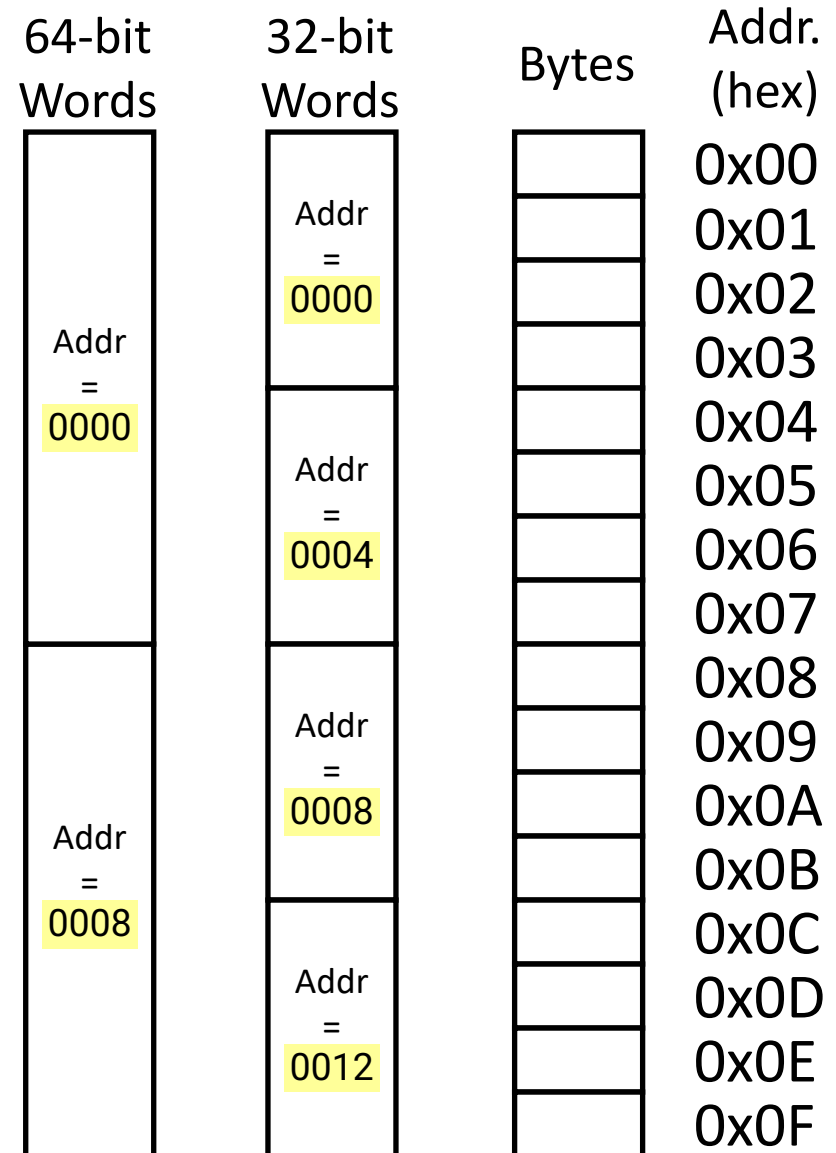 64-bit
Words
32-bit
Words
Bytes
Addr.
(hex)
Addr
=
0000
Addr
=
0008
Addr
=
0000
Addr
=
0004
Addr
=
0008
Addr
=
0012
0x00
0x01
0x02
0x03
0x04
0x05
0x06
0x07
0x08
0x09
0x0A
0x0B
0x0C
0x0D
0x0E
0x0F